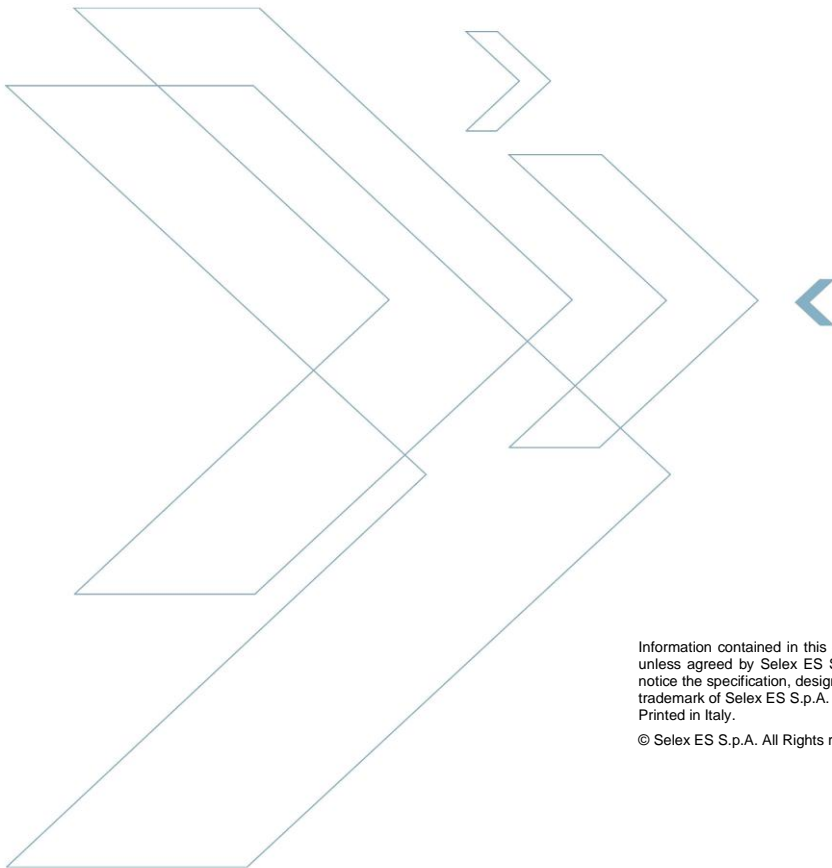 Information contained in this
unless agreed by Selex ES S
notice the specification, design
trademark of Selex ES S.p.A.
Printed in Italy.
© Selex ES S.p.A. All Rights r